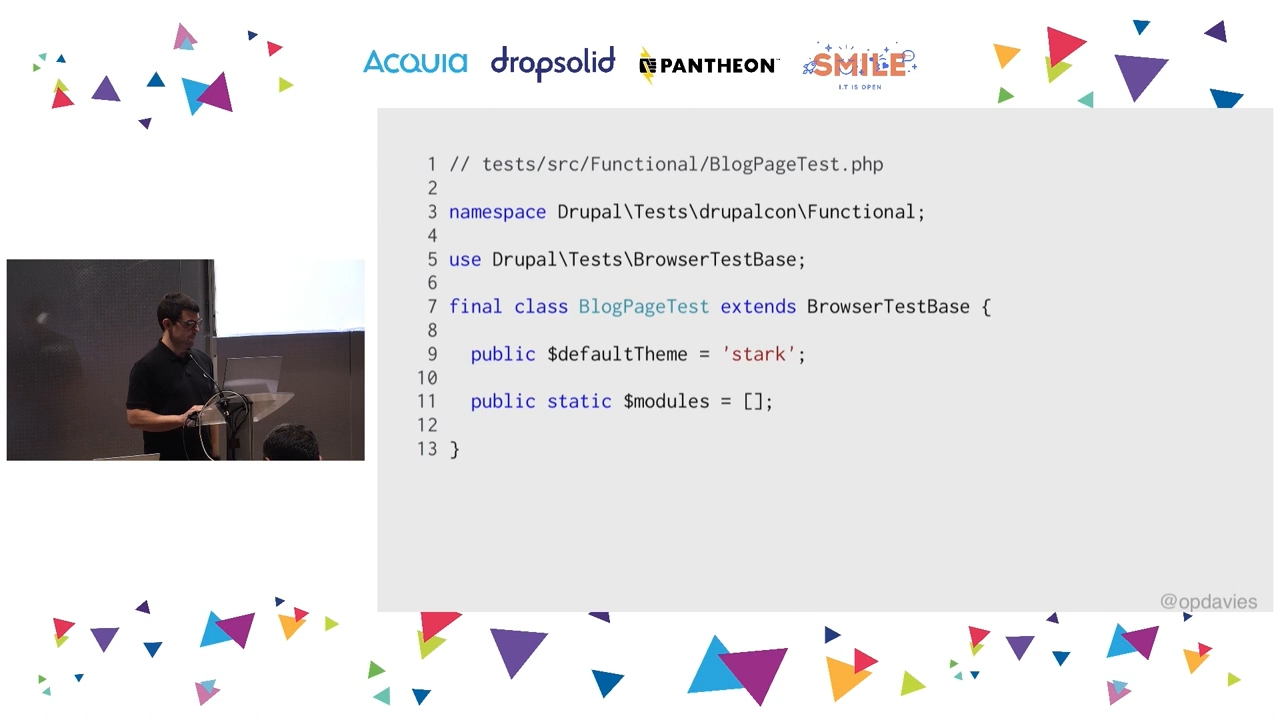 Acquia dropsolid PANTHEON SMILE
I.T IS OPEN
1 // tests/src/Functional/BlogPageTest.php
2
3 namespace Drupal\Tests\drupalcon\Functional;
4
5 use Drupal\Tests\BrowserTestBase;
6
7 final class BlogPageTest extends BrowserTestBase {
8
9 public $defaultTheme = 'stark';
10
11 public static $modules = [];
12
13 }
@opdavies